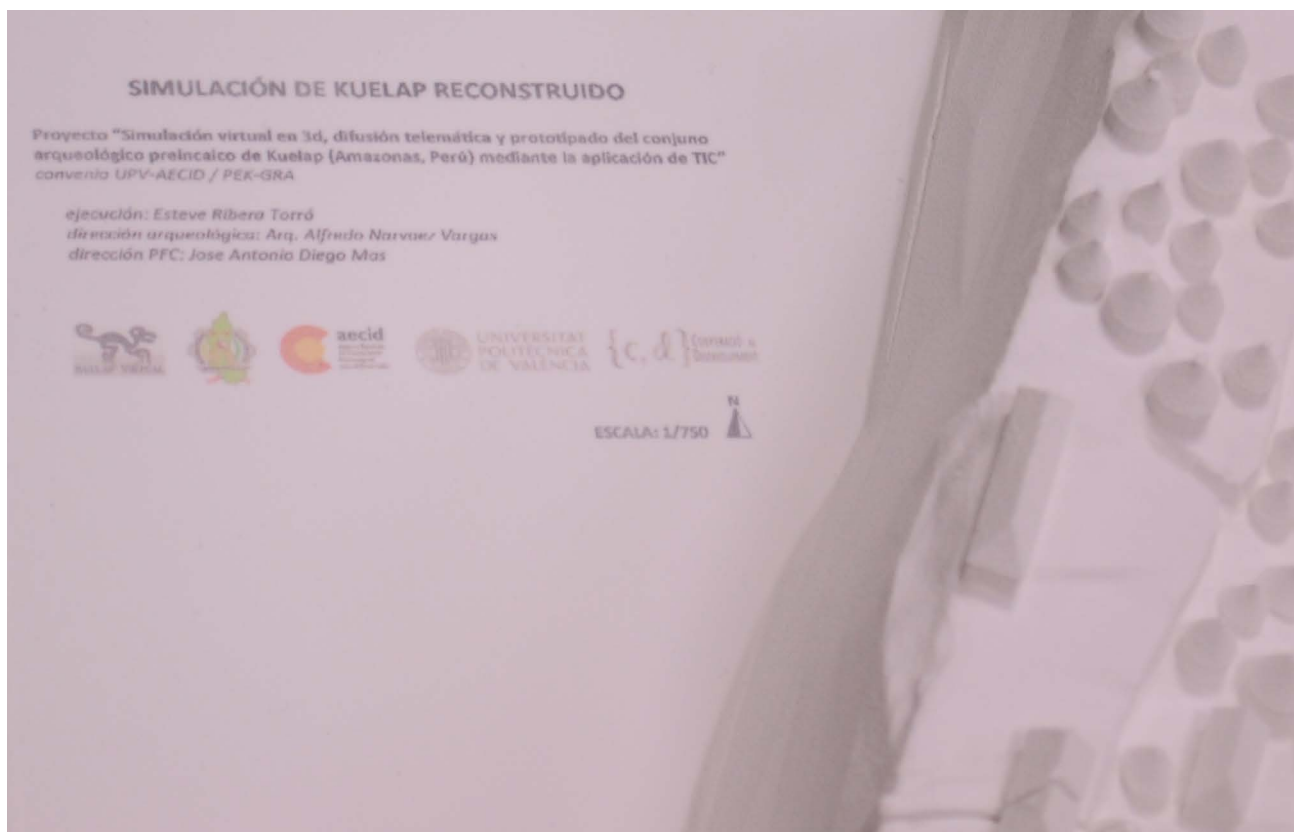 SIMULACIÓN DE KUELAP RECONSTRUIDO
Proyecto "Simulación virtual en 3d, difusión telemática y prototipado del conjuno
arqueológico preincaico de Kuelap (Amazonas, Perú) mediante la aplicación de TIC"
convenio UPV-AECID / PEK-GRA
ejecución: Esteve Ribera Torró
dirección arqueológica: Arq. Alfredo Narvaez Vargas
dirección PFC: Jose Antonio Diego Mas
KUELAP VIRTUAL
aecid
UNIVERSITAT
POLITÈCNICA
DE VALÈNCIA
{c,d}
ESCALA: 1/750
N